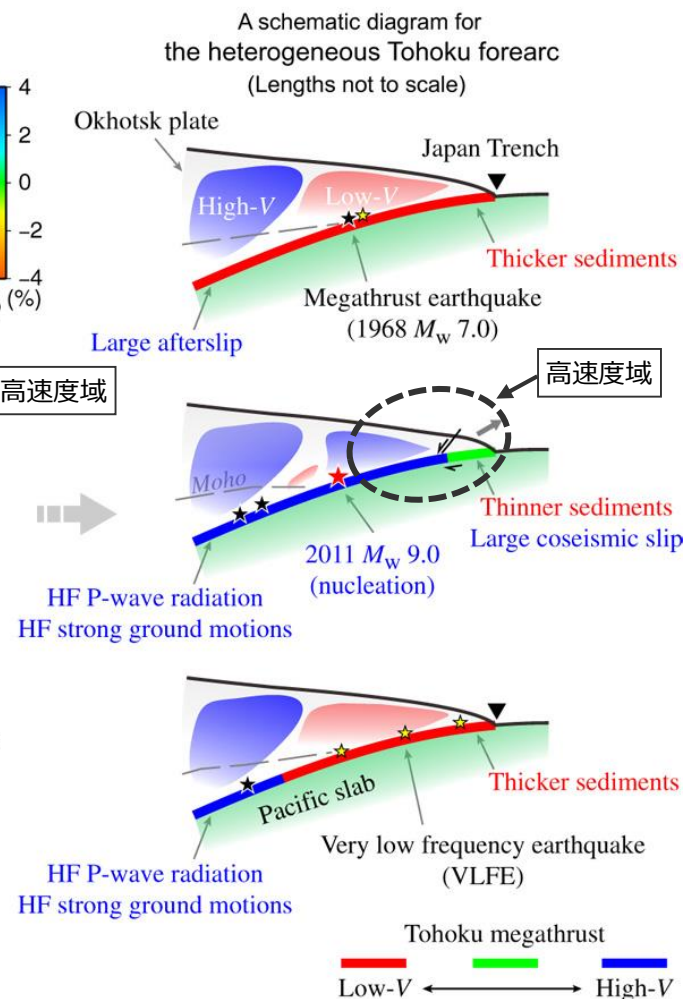 A schematic diagram for
the heterogeneous Tohoku forearc
(Lengths not to scale)
4
2
0
−2
−4
(%)
Okhotsk plate
Japan Trench
High-V
Low-V
Thicker sediments
Megathrust earthquake
(1968 Mw 7.0)
Large afterslip
高速度域
高速度域
Moho
Thinner sediments
Large coseismic slip
2011 Mw 9.0
(nucleation)
HF P-wave radiation
HF strong ground motions
Thicker sediments
Pacific slab
Very low frequency earthquake
(VLFE)
HF P-wave radiation
HF strong ground motions
Tohoku megathrust
Low-V
High-V